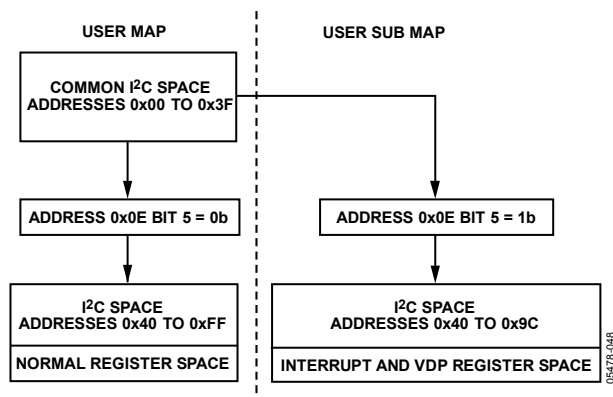 USER MAP
USER SUB MAP
COMMON I²C SPACE
ADDRESSES 0x00 TO 0x3F
ADDRESS 0x0E BIT 5 = 0b
ADDRESS 0x0E BIT 5 = 1b
I²C SPACE
ADDRESSES 0x40 TO 0xFF
NORMAL REGISTER SPACE
I²C SPACE
ADDRESSES 0x40 TO 0x9C
INTERRUPT AND VDP REGISTER SPACE
05478-048